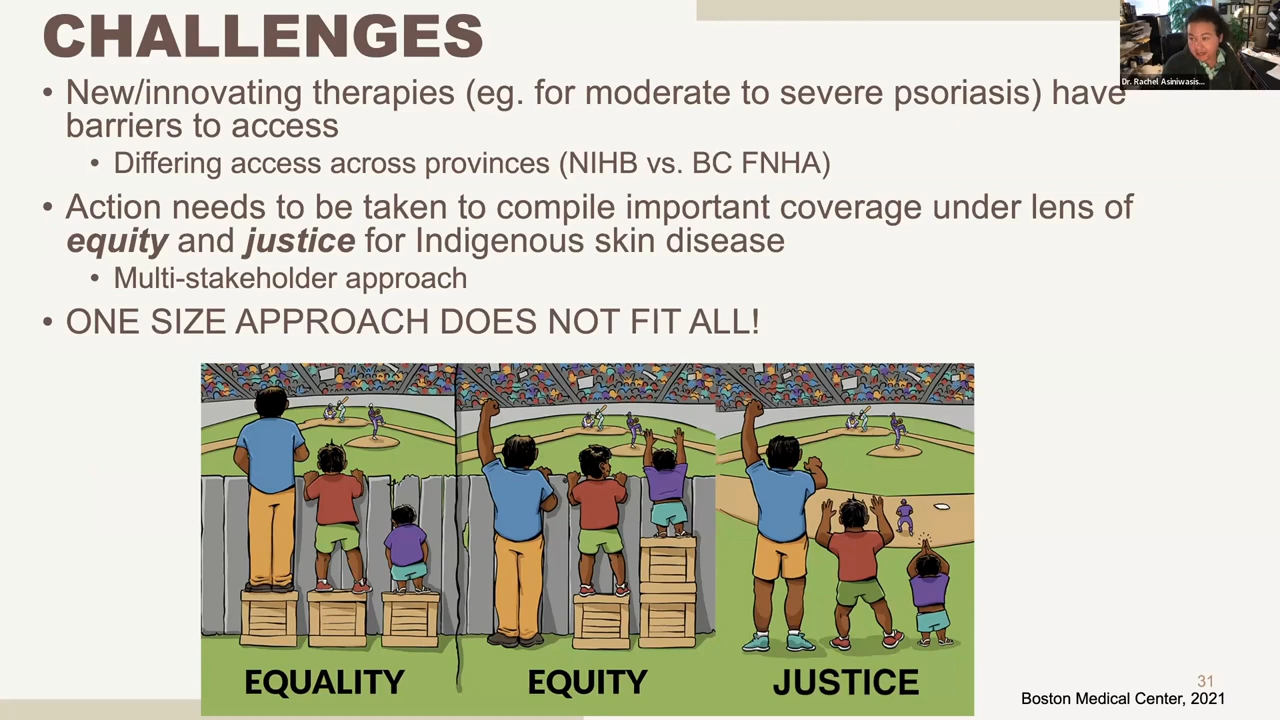 CHALLENGES
Dr. Rachel Asiniwasis...
• New/innovating therapies (eg. for moderate to severe psoriasis) have
barriers to access
• Differing access across provinces (NIHB vs. BC FNHA)
• Action needs to be taken to compile important coverage under lens of
equity and justice for Indigenous skin disease
• Multi-stakeholder approach
• ONE SIZE APPROACH DOES NOT FIT ALL!
EQUALITY
EQUITY
JUSTICE
31
Boston Medical Center, 2021